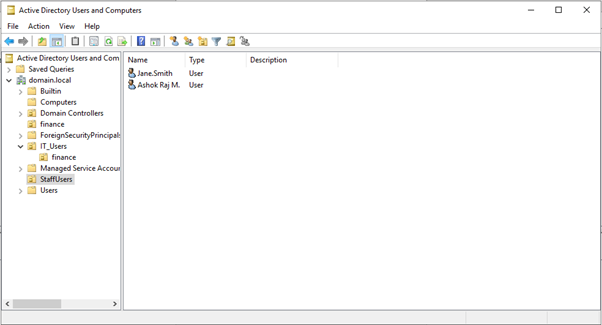 Active Directory Users and Computers
File Action View Help
Active Directory Users and Com
Saved Queries
domain.local
Builtin
Computers
Domain Controllers
finance
ForeignSecurityPrincipals
IT_Users
finance
Managed Service Accour
StaffUsers
Users
Name Type Description
Jane.Smith User
Ashok Raj M. User